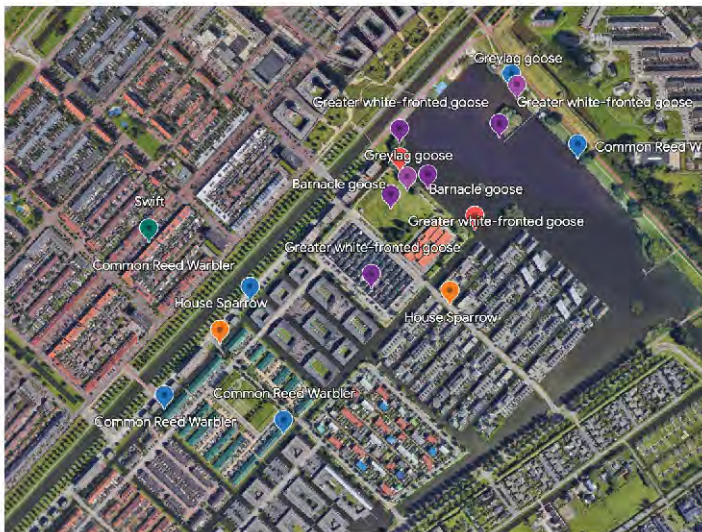 Greylag goose
Greater white-fronted goose
Greater white-fronted goose
Greylag goose
Common Reed W
Barnacle goose
Barnacle goose
Swift
Greater white-fronted goose
Greater white-fronted goose
Common Reed Warbler
House Sparrow
House Sparrow
Common Reed Warbler
Common Reed Warbler